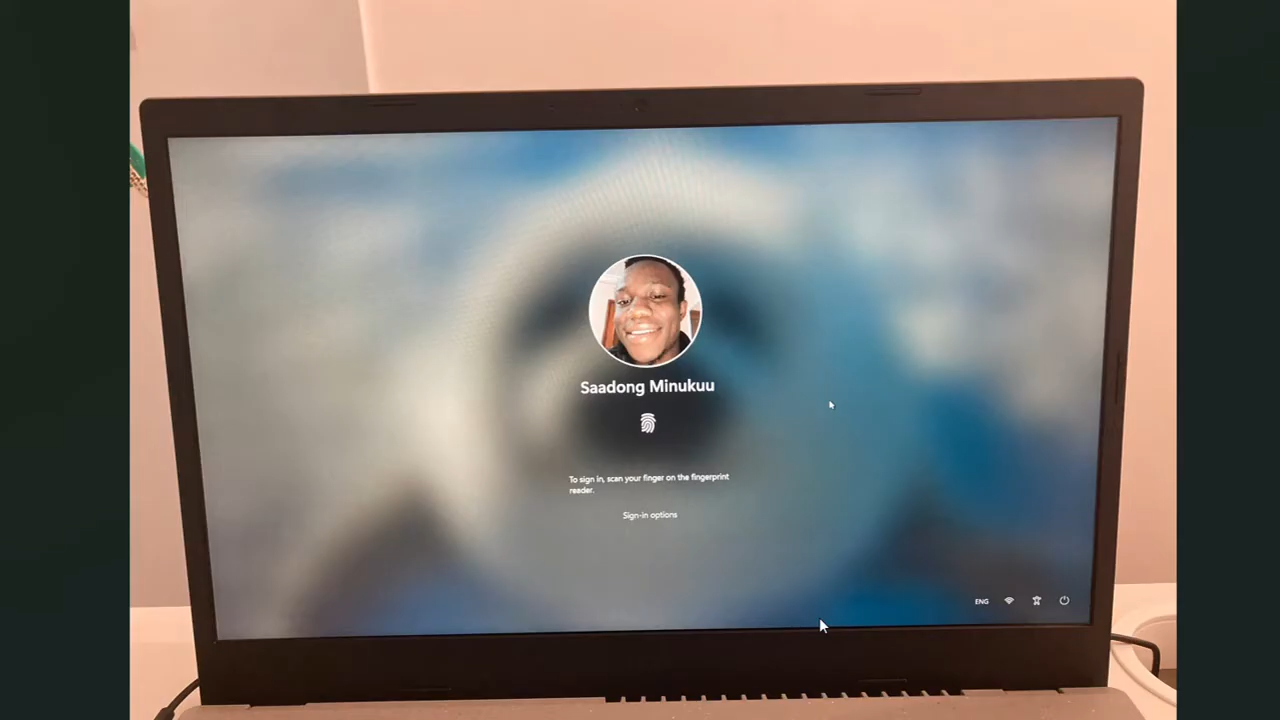 Saadong Minukuu
To sign in, scan your finger on the fingerprint
reader.
Sign-in options
ENG